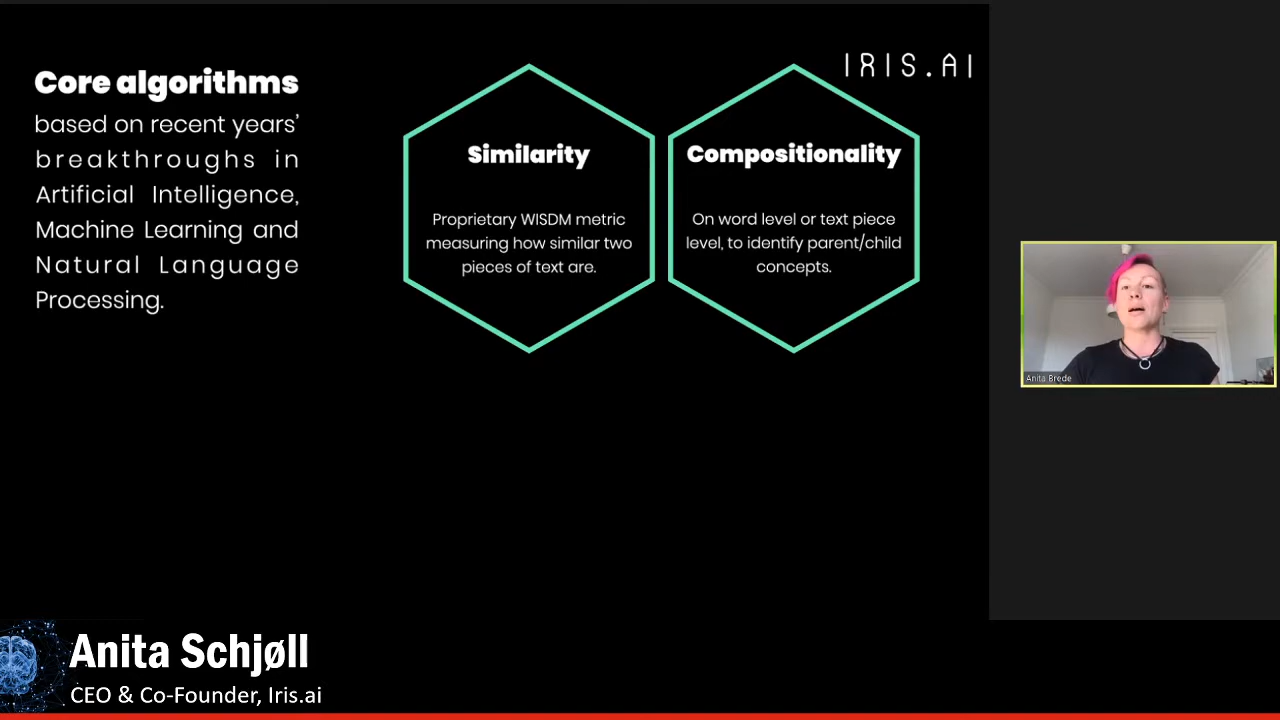 Core algorithms
based on recent years’
breakthroughs in
Artificial Intelligence,
Machine Learning and
Natural Language
Processing.
IRIS.AI
Similarity
Proprietary WISDM metric
measuring how similar two
pieces of text are.
Compositionality
On word level or text piece
level, to identify parent/child
concepts.
Anita Brede
Anita Schjøll
CEO & Co-Founder, Iris.ai